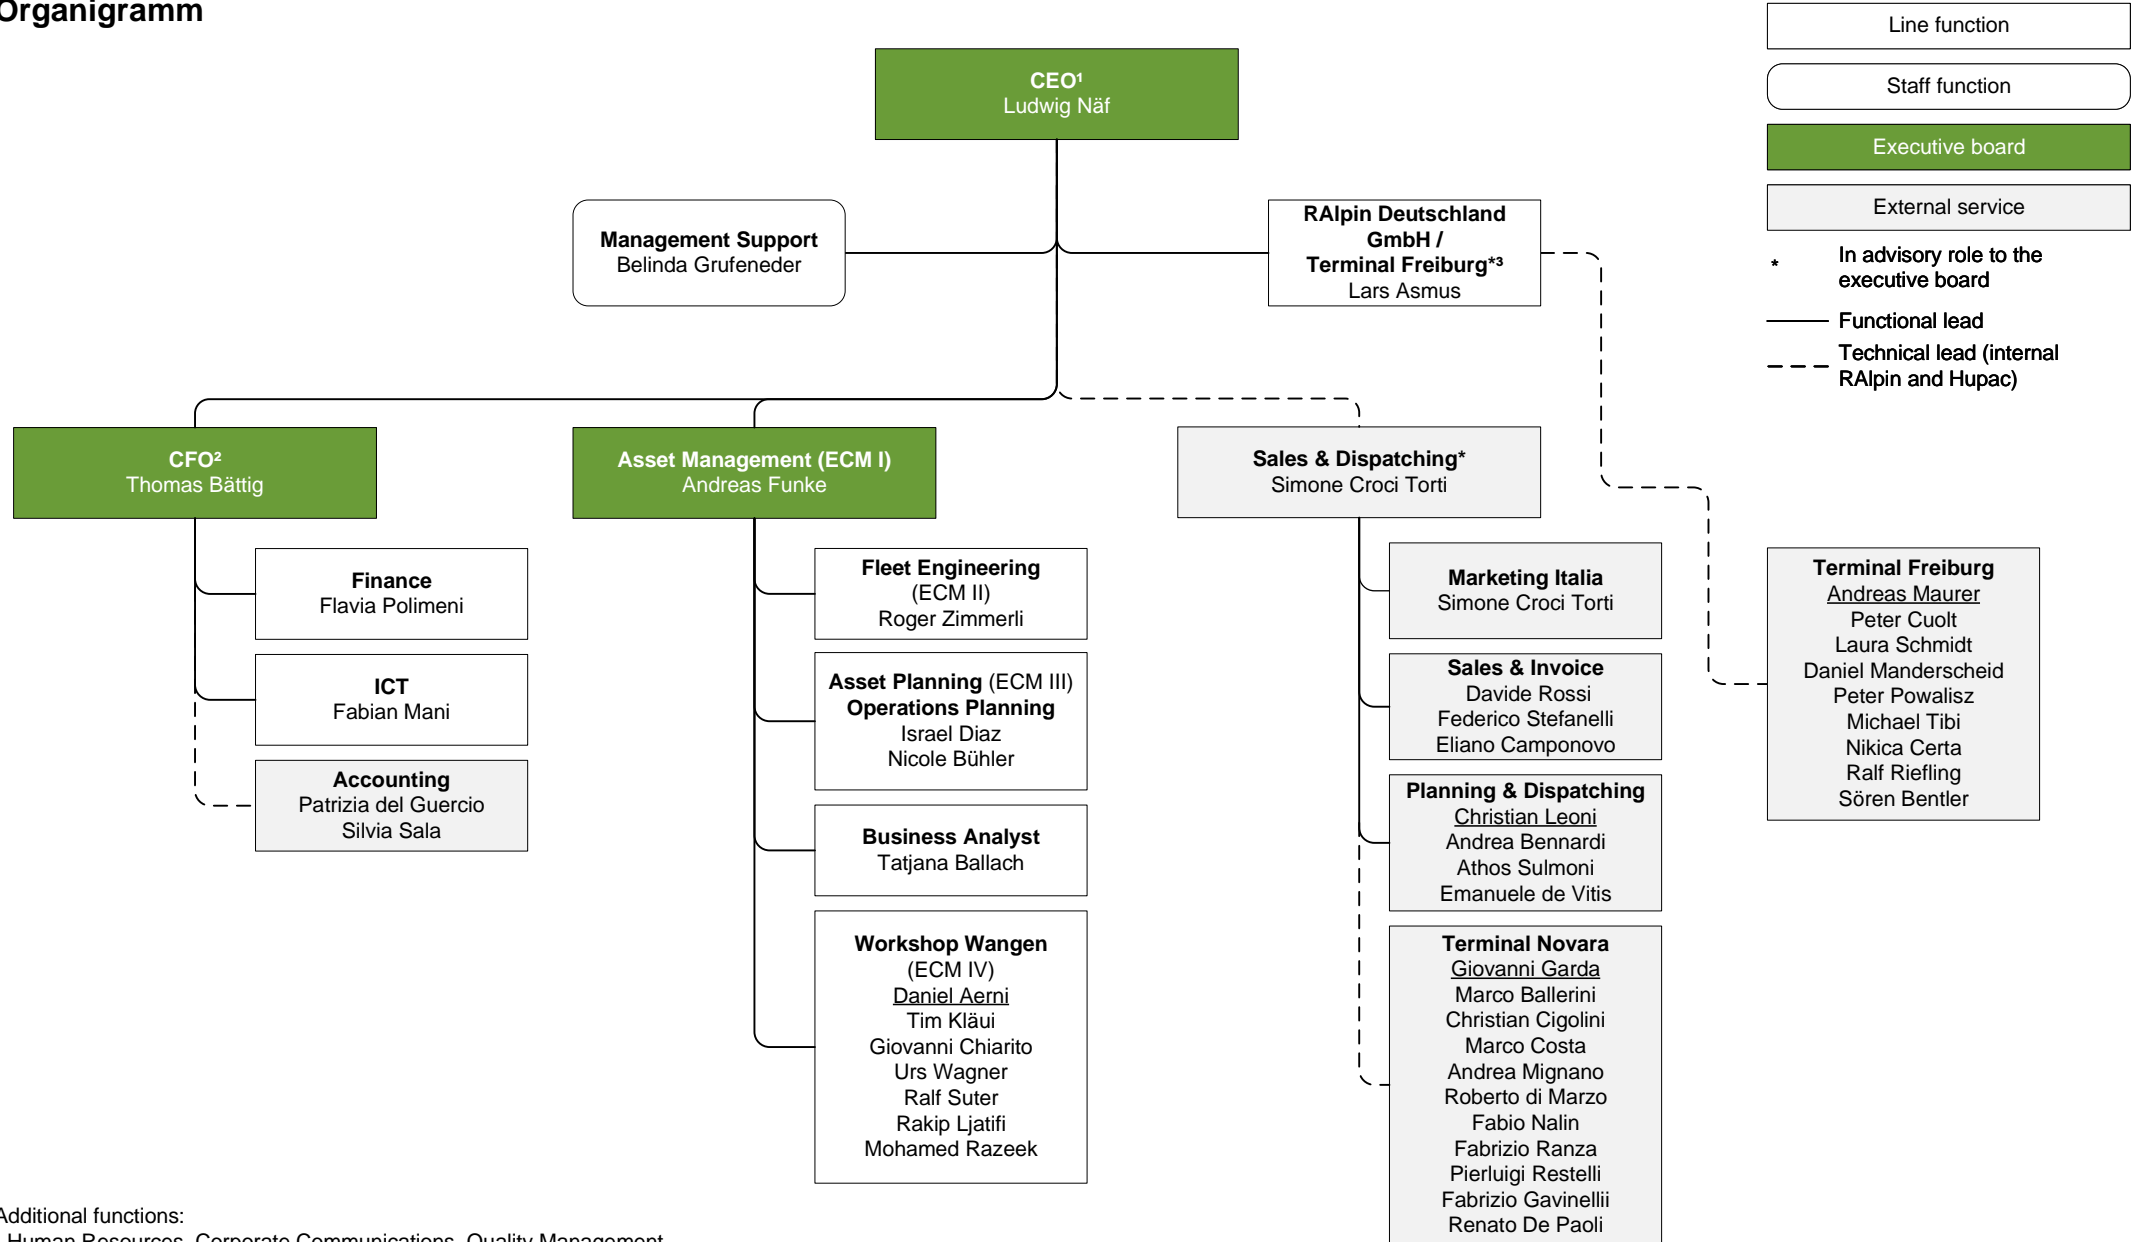 Organigramm
CEO¹
Ludwig Näf
Management Support
Belinda Grufeneder
RAlpin Deutschland
GmbH /
Terminal Freiburg*³
Lars Asmus
Line function
Staff function
Executive board
External service
* In advisory role to the
executive board
Functional lead
Technical lead (internal
RAlpin and Hupac)
CFO²
Thomas Bättig
Finance
Flavia Polimeni
ICT
Fabian Mani
Accounting
Patrizia del Guercio
Silvia Sala
Asset Management (ECM I)
Andreas Funke
Fleet Engineering
(ECM II)
Roger Zimmerli
Asset Planning (ECM III)
Operations Planning
Israel Diaz
Nicole Bühler
Business Analyst
Tatjana Ballach
Workshop Wangen
(ECM IV)
Daniel Aerni
Tim Kläui
Giovanni Chiarito
Urs Wagner
Ralf Suter
Rakip Ljatifi
Mohamed Razeek
Sales & Dispatching*
Simone Croci Torti
Marketing Italia
Simone Croci Torti
Sales & Invoice
Davide Rossi
Federico Stefanelli
Eliano Camponovo
Planning & Dispatching
Christian Leoni
Andrea Bennardi
Athos Sulmoni
Emanuele de Vitis
Terminal Novara
Giovanni Garda
Marco Ballerini
Christian Cigolini
Marco Costa
Andrea Mignano
Roberto di Marzo
Fabio Nalin
Fabrizio Ranza
Pierluigi Restelli
Fabrizio Gavinellii
Renato De Paoli
Terminal Freiburg
Andreas Maurer
Peter Cuolt
Laura Schmidt
Daniel Manderscheid
Peter Powalisz
Michael Tibi
Nikica Certa
Ralf Riefling
Sören Bentler
Additional functions:
Human Resources, Corporate Communications, Quality Management